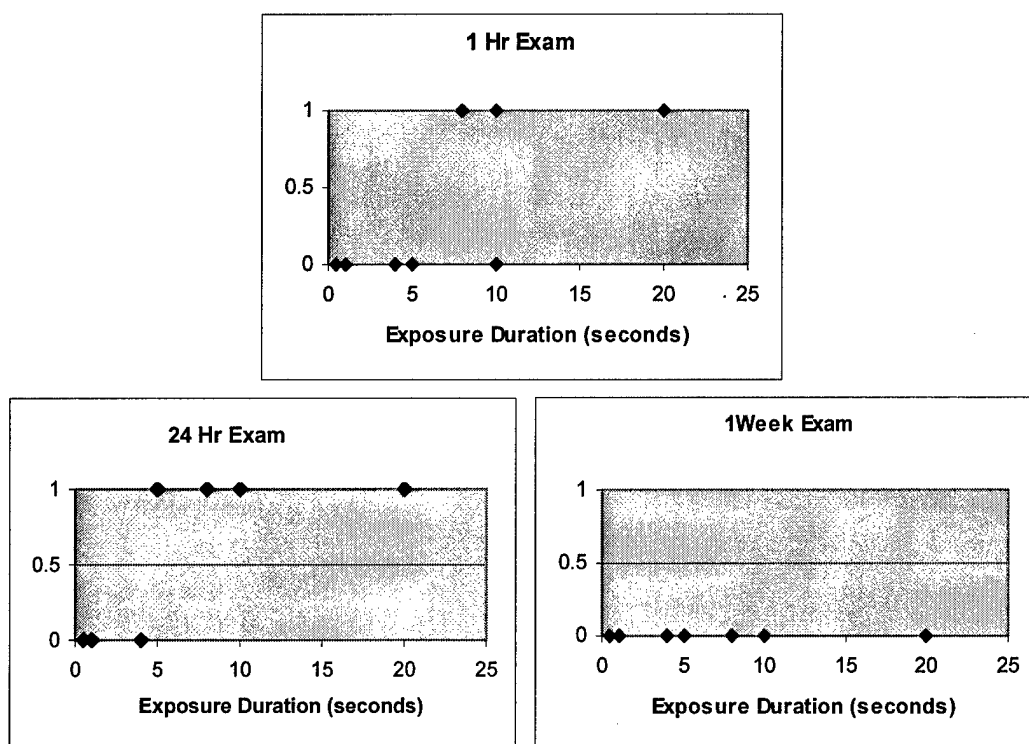 1 Hr Exam
1
0.5
0
0 5 10 15 20 25
Exposure Duration (seconds)
24 Hr Exam
1
0.5
0
0 5 10 15 20 25
Exposure Duration (seconds)
1Week Exam
1
0.5
0
0 5 10 15 20 25
Exposure Duration (seconds)